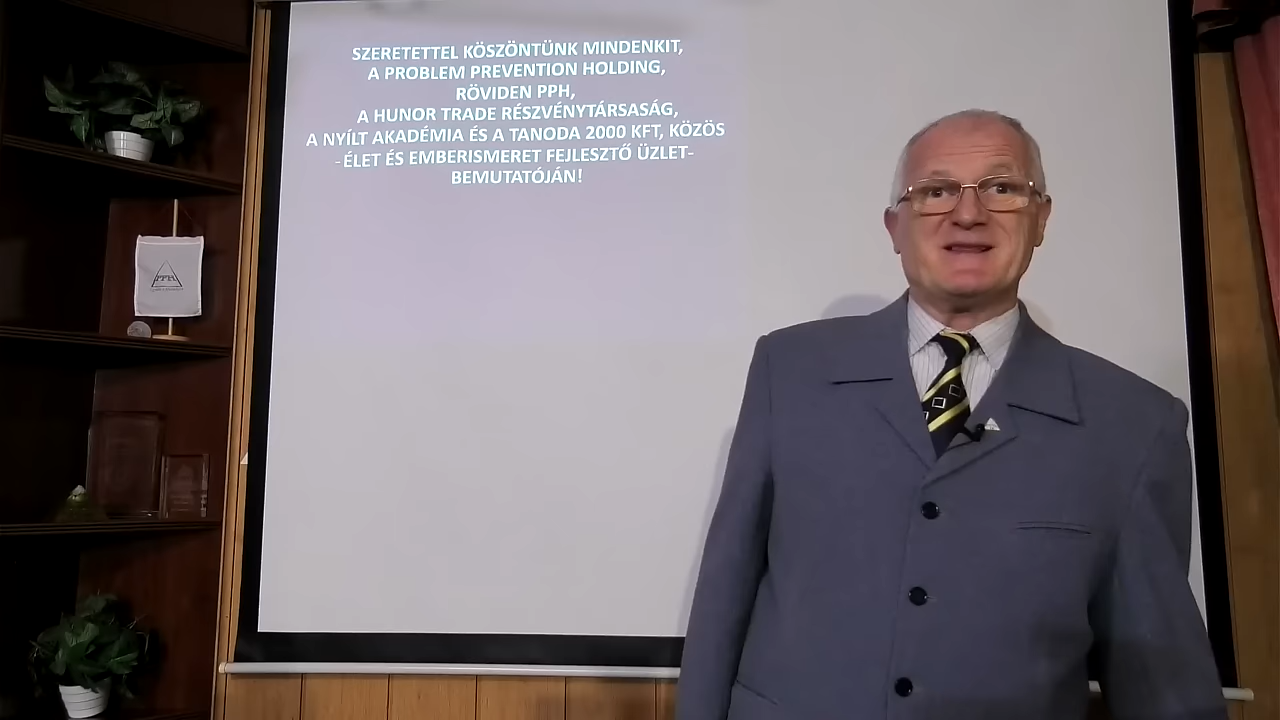 SZERETETTEL KÖSZÖNTÜNK MINDENKIT,
A PROBLEM PREVENTION HOLDING,
RÖVIDEN PPH,
A HUNOR TRADE RÉSZVÉNYTÁRSASÁG,
A NYÍLT AKADÉMIA ÉS A TANODA 2000 KFT, KÖZÖS
-ÉLET ÉS EMBERISMERET FEJLESZTŐ ÜZLET-
BEMUTATÓJÁN!
PPH